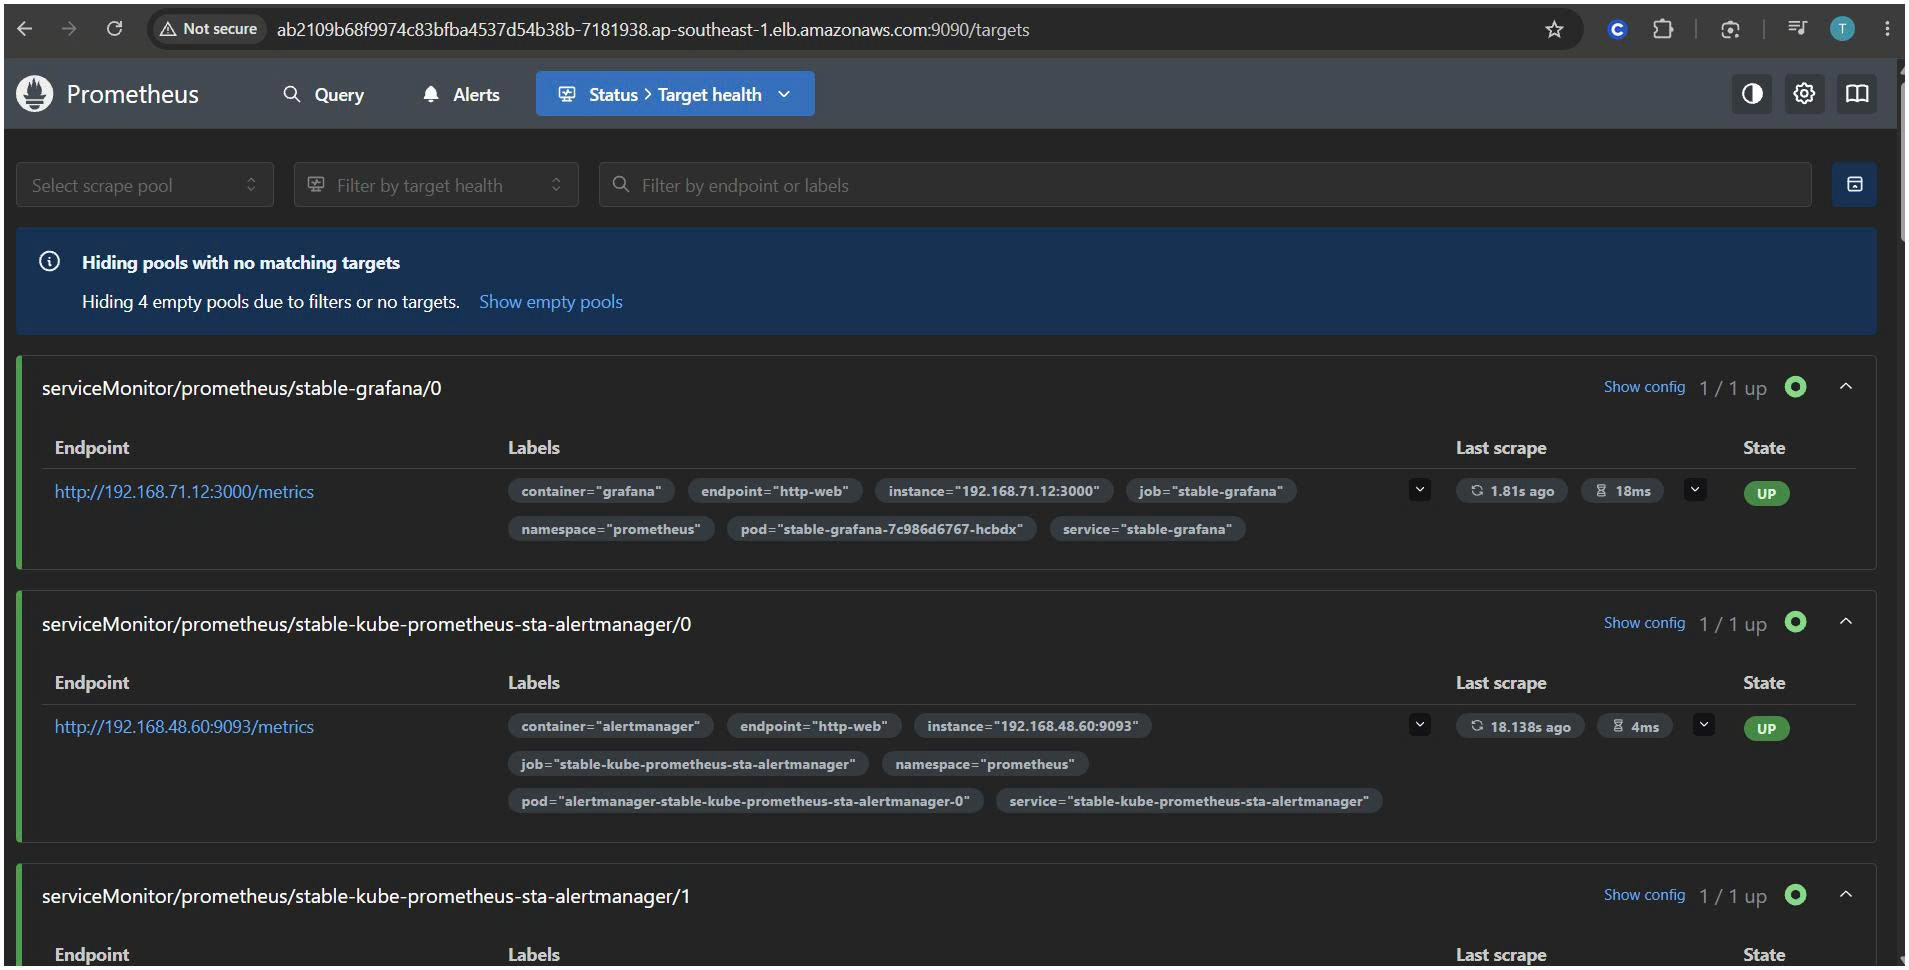 Not secure ab2109b68f9974c83bfba4537d54b38b-7181938.ap-southeast-1.elb.amazonaws.com:9090/targets C T
Prometheus Query Alerts Status > Target health
Select scrape pool Filter by target health Filter by endpoint or labels
Hiding pools with no matching targets
Hiding 4 empty pools due to filters or no targets. Show empty pools
serviceMonitor/prometheus/stable-grafana/0 Show config 1 / 1 up
Endpoint Labels Last scrape State
http://192.168.71.12:3000/metrics container="grafana" endpoint="http-web" instance="192.168.71.12:3000" job="stable-grafana" 1.81s ago 18ms UP
namespace="prometheus" pod="stable-grafana-7c986d6767-hcbdx" service="stable-grafana"
serviceMonitor/prometheus/stable-kube-prometheus-sta-alertmanager/0 Show config 1 / 1 up
Endpoint Labels Last scrape State
http://192.168.48.60:9093/metrics container="alertmanager" endpoint="http-web" instance="192.168.48.60:9093" 18.138s ago 4ms UP
job="stable-kube-prometheus-sta-alertmanager" namespace="prometheus"
pod="alertmanager-stable-kube-prometheus-sta-alertmanager-0" service="stable-kube-prometheus-sta-alertmanager"
serviceMonitor/prometheus/stable-kube-prometheus-sta-alertmanager/1 Show config 1 / 1 up
Endpoint Labels Last scrape State